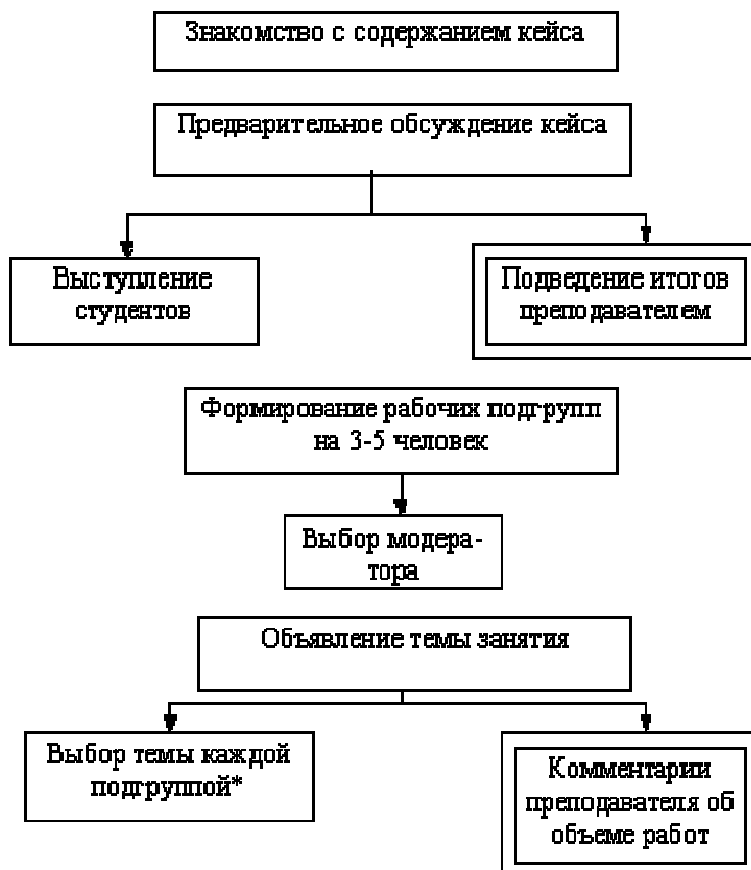 Знакомство с содержанием кейса
Предварительное обсуждение кейса
Выступление
студентов
Подведение итогов
преподавателем
Формирование рабочих подгрупп
на 3-5 человек
Выбор модера-
тора
Объявление темы занятия
Выбор темы каждой
подгруппой*
Комментарии
преподавателя об
объеме работ